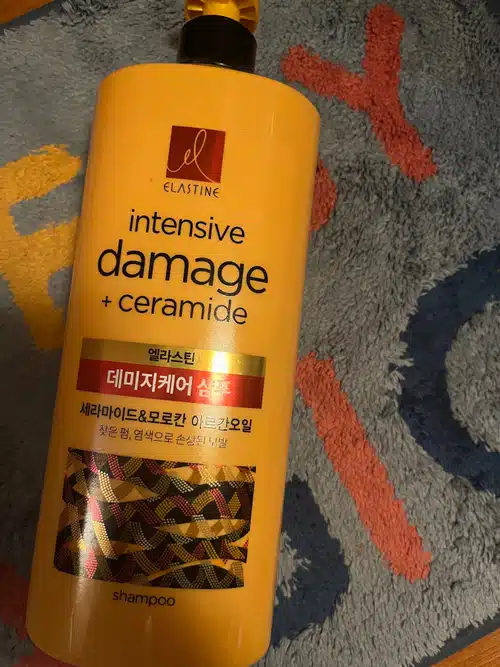 el
ELASTINE
intensive
damage
+ ceramide
엘라스틴
데미지케어 샴푸
세라마이드&모로칸 아르간오일
잦은 펌, 염색으로 손상된 모발
shampoo